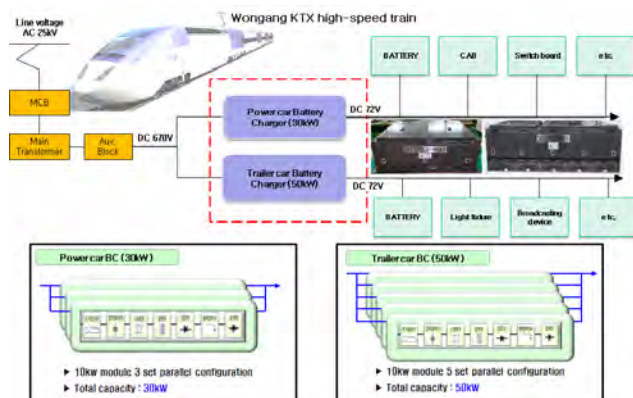 Wongang KTX high-speed train
Line voltage
AC 25kV
MCB
Main
Transformer
Aux.
Block
DC 670V
Power car Battery
Charger (30kW)
Trailer car Battery
Charger (50kW)
DC 72V
DC 72V
BATTERY
CAB
Switch board
etc.
BATTERY
Light fixture
Broadcasting
device
etc.
Power car BC (30kW)
▶ 10kw module 3 set parallel configuration
▶ Total capacity : 30kW
Trailer car BC (50kW)
▶ 10kw module 5 set parallel configuration
▶ Total capacity : 50kW